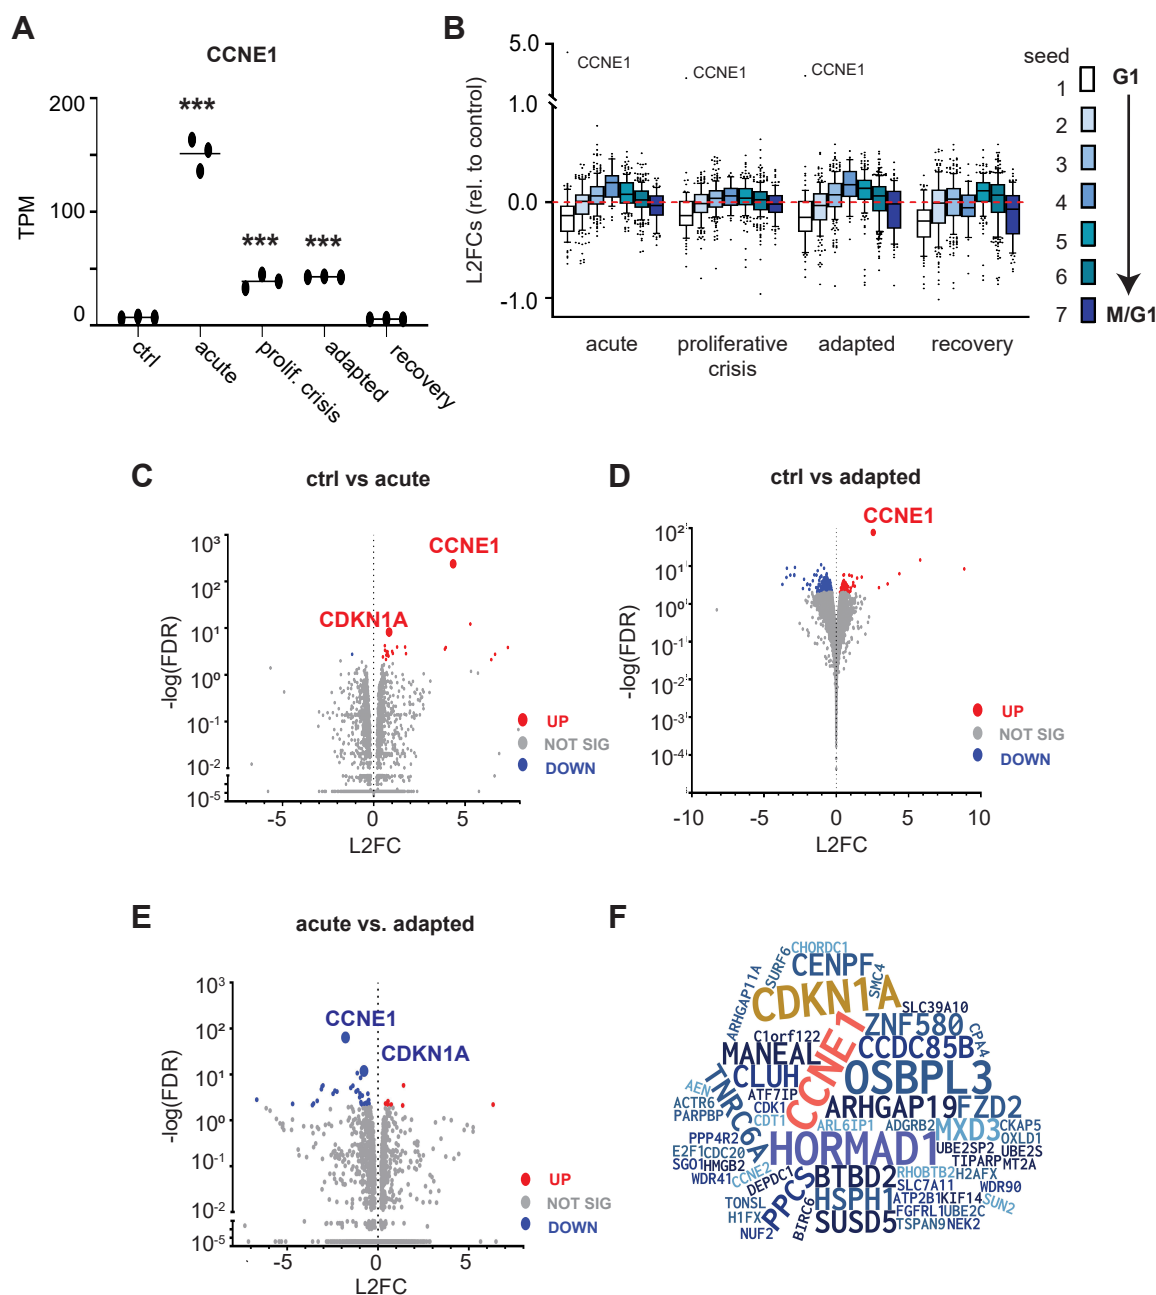 A
CCNE1
TPM
200
100
0
***
***
***
ctrl
acute
prolif. crisis
adapted
recovery
B
L2FCs (rel. to control)
5.0
1.0
0.0
-1.0
CCNE1
CCNE1
CCNE1
acute
proliferative
crisis
adapted
recovery
seed
1
2
3
4
5
6
7
G1
M/G1
C
ctrl vs acute
-log(FDR)
10³
10²
10¹
10⁰
10⁻¹
10⁻²
10⁻⁵
CCNE1
CDKN1A
UP
NOT SIG
DOWN
-5
0
5
L2FC
D
ctrl vs adapted
-log(FDR)
10²
10¹
10⁰
10⁻¹
10⁻²
10⁻³
10⁻⁴
CCNE1
UP
NOT SIG
DOWN
-10
-5
0
5
10
L2FC
E
acute vs. adapted
-log(FDR)
10³
10²
10¹
10⁰
10⁻¹
10⁻²
10⁻⁵
CCNE1
CDKN1A
UP
NOT SIG
DOWN
-5
0
5
L2FC
F
CHORDC1
SURF6
CENPF
SMC4
ARHGAP11A
CDKN1A
SLC39A10
CCNE1
ZNF580
CPA4
C1orf122
MANEAL
CCDC85B
CLUH
OSBPL3
TNRC6A
AEN
ATF7IP
ACTR6
CDK1
ARHGAP19
FZD2
PARPBP
CDT1
ARL6IP1
ADGRB2
MXD3
CKAP5
PPP4R2
HORMAD1
OXLD1
E2F1
CDC20
UBE2SP2
UBE2S
SGO1
HMGB2
TIPARP
MT2A
WDR41
CCNE2
DEPDC1
BTBD2
RHOBTB2
H2AFX
PPCS
SLC7A11
WDR90
TONSL
HSPH1
ATP2B1
KIF14
SUN2
H1FX
BIRC6
FGFRL1
UBE2C
NUF2
SUSD5
TSPAN9
NEK2